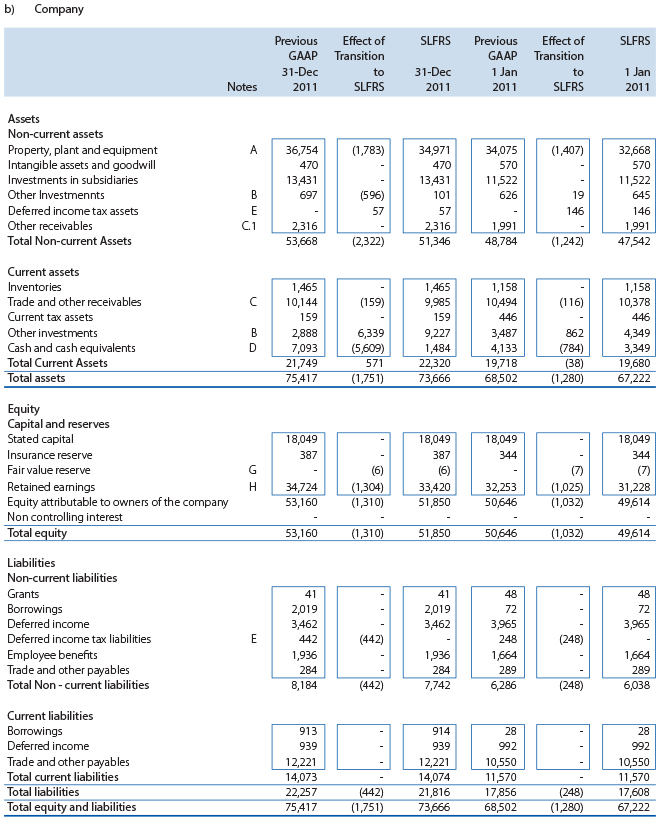 b) Company
Previous Effect of SLFRS Previous Effect of SLFRS
GAAP Transition GAAP Transition
31-Dec to 31-Dec 1 Jan to 1 Jan
Notes 2011 SLFRS 2011 2011 SLFRS 2011
Assets
Non-current assets
Property, plant and equipment A 36,754 (1,783) 34,971 34,075 (1,407) 32,668
Intangible assets and goodwill 470 - 470 570 - 570
Investments in subsidiaries 13,431 - 13,431 11,522 - 11,522
Other Investmennts B 697 (596) 101 626 19 645
Deferred income tax assets E - 57 57 - 146 146
Other receivables C.1 2,316 - 2,316 1,991 - 1,991
Total Non-current Assets 53,668 (2,322) 51,346 48,784 (1,242) 47,542
Current assets
Inventories 1,465 - 1,465 1,158 - 1,158
Trade and other receivables C 10,144 (159) 9,985 10,494 (116) 10,378
Current tax assets 159 - 159 446 - 446
Other investments B 2,888 6,339 9,227 3,487 862 4,349
Cash and cash equivalents D 7,093 (5,609) 1,484 4,133 (784) 3,349
Total Current Assets 21,749 571 22,320 19,718 (38) 19,680
Total assets 75,417 (1,751) 73,666 68,502 (1,280) 67,222
Equity
Capital and reserves
Stated capital 18,049 - 18,049 18,049 - 18,049
Insurance reserve 387 - 387 344 - 344
Fair value reserve G - (6) (6) - (7) (7)
Retained earnings H 34,724 (1,304) 33,420 32,253 (1,025) 31,228
Equity attributable to owners of the company 53,160 (1,310) 51,850 50,646 (1,032) 49,614
Non controlling interest - - - - - -
Total equity 53,160 (1,310) 51,850 50,646 (1,032) 49,614
Liabilities
Non-current liabilities
Grants 41 - 41 48 - 48
Borrowings 2,019 - 2,019 72 - 72
Deferred income 3,462 - 3,462 3,965 - 3,965
Deferred income tax liabilities E 442 (442) - 248 (248) -
Employee benefits 1,936 - 1,936 1,664 - 1,664
Trade and other payables 284 - 284 289 - 289
Total Non - current liabilities 8,184 (442) 7,742 6,286 (248) 6,038
Current liabilities
Borrowings 913 - 914 28 - 28
Deferred income 939 - 939 992 - 992
Trade and other payables 12,221 - 12,221 10,550 - 10,550
Total current liabilities 14,073 - 14,074 11,570 - 11,570
Total liabilities 22,257 (442) 21,816 17,856 (248) 17,608
Total equity and liabilities 75,417 (1,751) 73,666 68,502 (1,280) 67,222